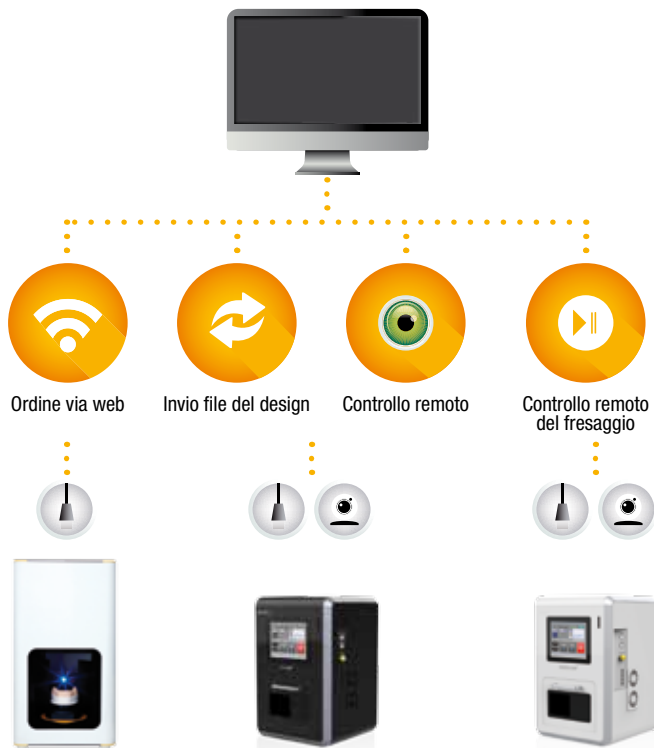 Ordine via web
Invio file del design
Controllo remoto
Controllo remoto
del fresaggio